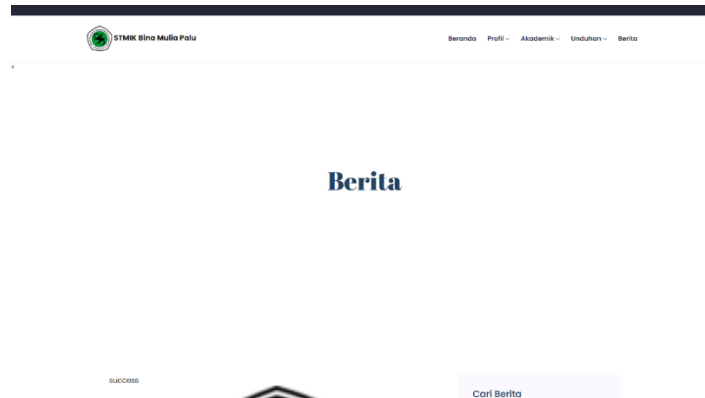 STMIK Bina Mulia Palu
Beranda Profil Akademik Unduhan Berita
<
Berita
success
Cari Berita